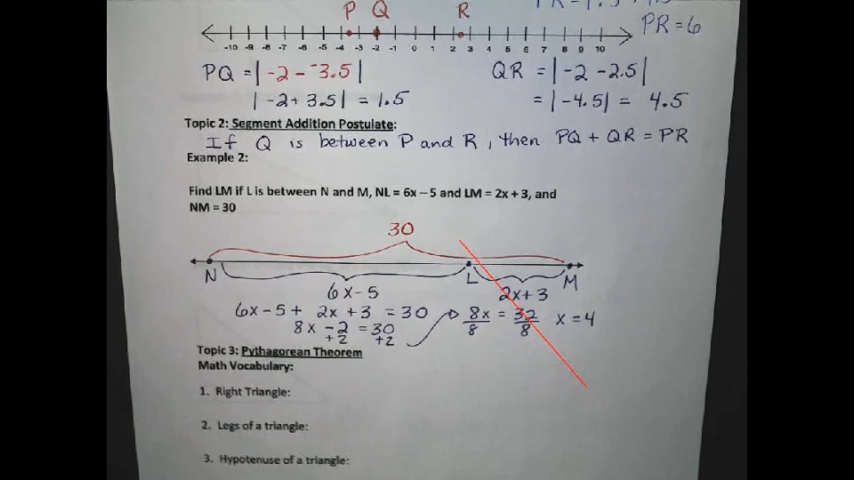 P Q R
PR = 6
-10 -9 -8 -7 -6 -5 -4 -3 -2 -1 0 1 2 3 4 5 6 7 8 9 10
PQ = |-2 - -3.5| QR = |-2 - 2.5|
|-2 + 3.5| = 1.5 = |-4.5| = 4.5
Topic 2: Segment Addition Postulate:
If Q is between P and R, then PQ + QR = PR
Example 2:
Find LM if L is between N and M, NL = 6x – 5 and LM = 2x + 3, and
NM = 30
30
N L M
6x-5 2x+3
6x-5 + 2x + 3 = 30 8x = 32 x = 4
8x - 2 = 30 8 8
+2 +2
Topic 3: Pythagorean Theorem
Math Vocabulary:
1. Right Triangle:
2. Legs of a triangle:
3. Hypotenuse of a triangle: